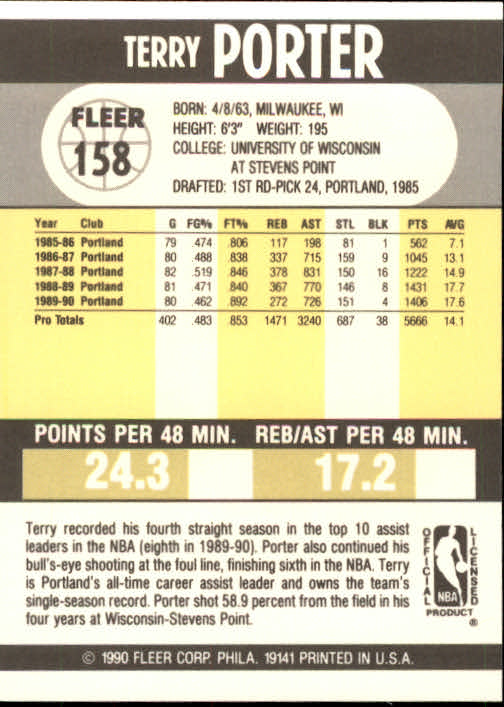 TERRY PORTER
FLEER
158
BORN: 4/8/63, MILWAUKEE, WI
HEIGHT: 6'3" WEIGHT: 195
COLLEGE: UNIVERSITY OF WISCONSIN
AT STEVENS POINT
DRAFTED: 1ST RD-PICK 24, PORTLAND, 1985
Year Club G FG% FT% REB AST STL BLK PTS AVG
1985-86 Portland 79 .474 .806 117 198 81 1 562 7.1
1986-87 Portland 80 .488 .838 337 715 159 9 1045 13.1
1987-88 Portland 82 .519 .846 378 831 150 16 1222 14.9
1988-89 Portland 81 .471 .840 367 770 146 8 1431 17.7
1989-90 Portland 80 .462 .892 272 726 151 4 1406 17.6
Pro Totals 402 .483 .853 1471 3240 687 38 5666 14.1
POINTS PER 48 MIN. REB/AST PER 48 MIN.
24.3 17.2
Terry recorded his fourth straight season in the top 10 assist
leaders in the NBA (eighth in 1989-90). Porter also continued his
bull's-eye shooting at the foul line, finishing sixth in the NBA. Terry
is Portland's all-time career assist leader and owns the team's
single-season record. Porter shot 58.9 percent from the field in his
four years at Wisconsin-Stevens Point.
OFFICIAL
LICENSED
NBA
PRODUCT
®
© 1990 FLEER CORP. PHILA. 19141 PRINTED IN U.S.A.